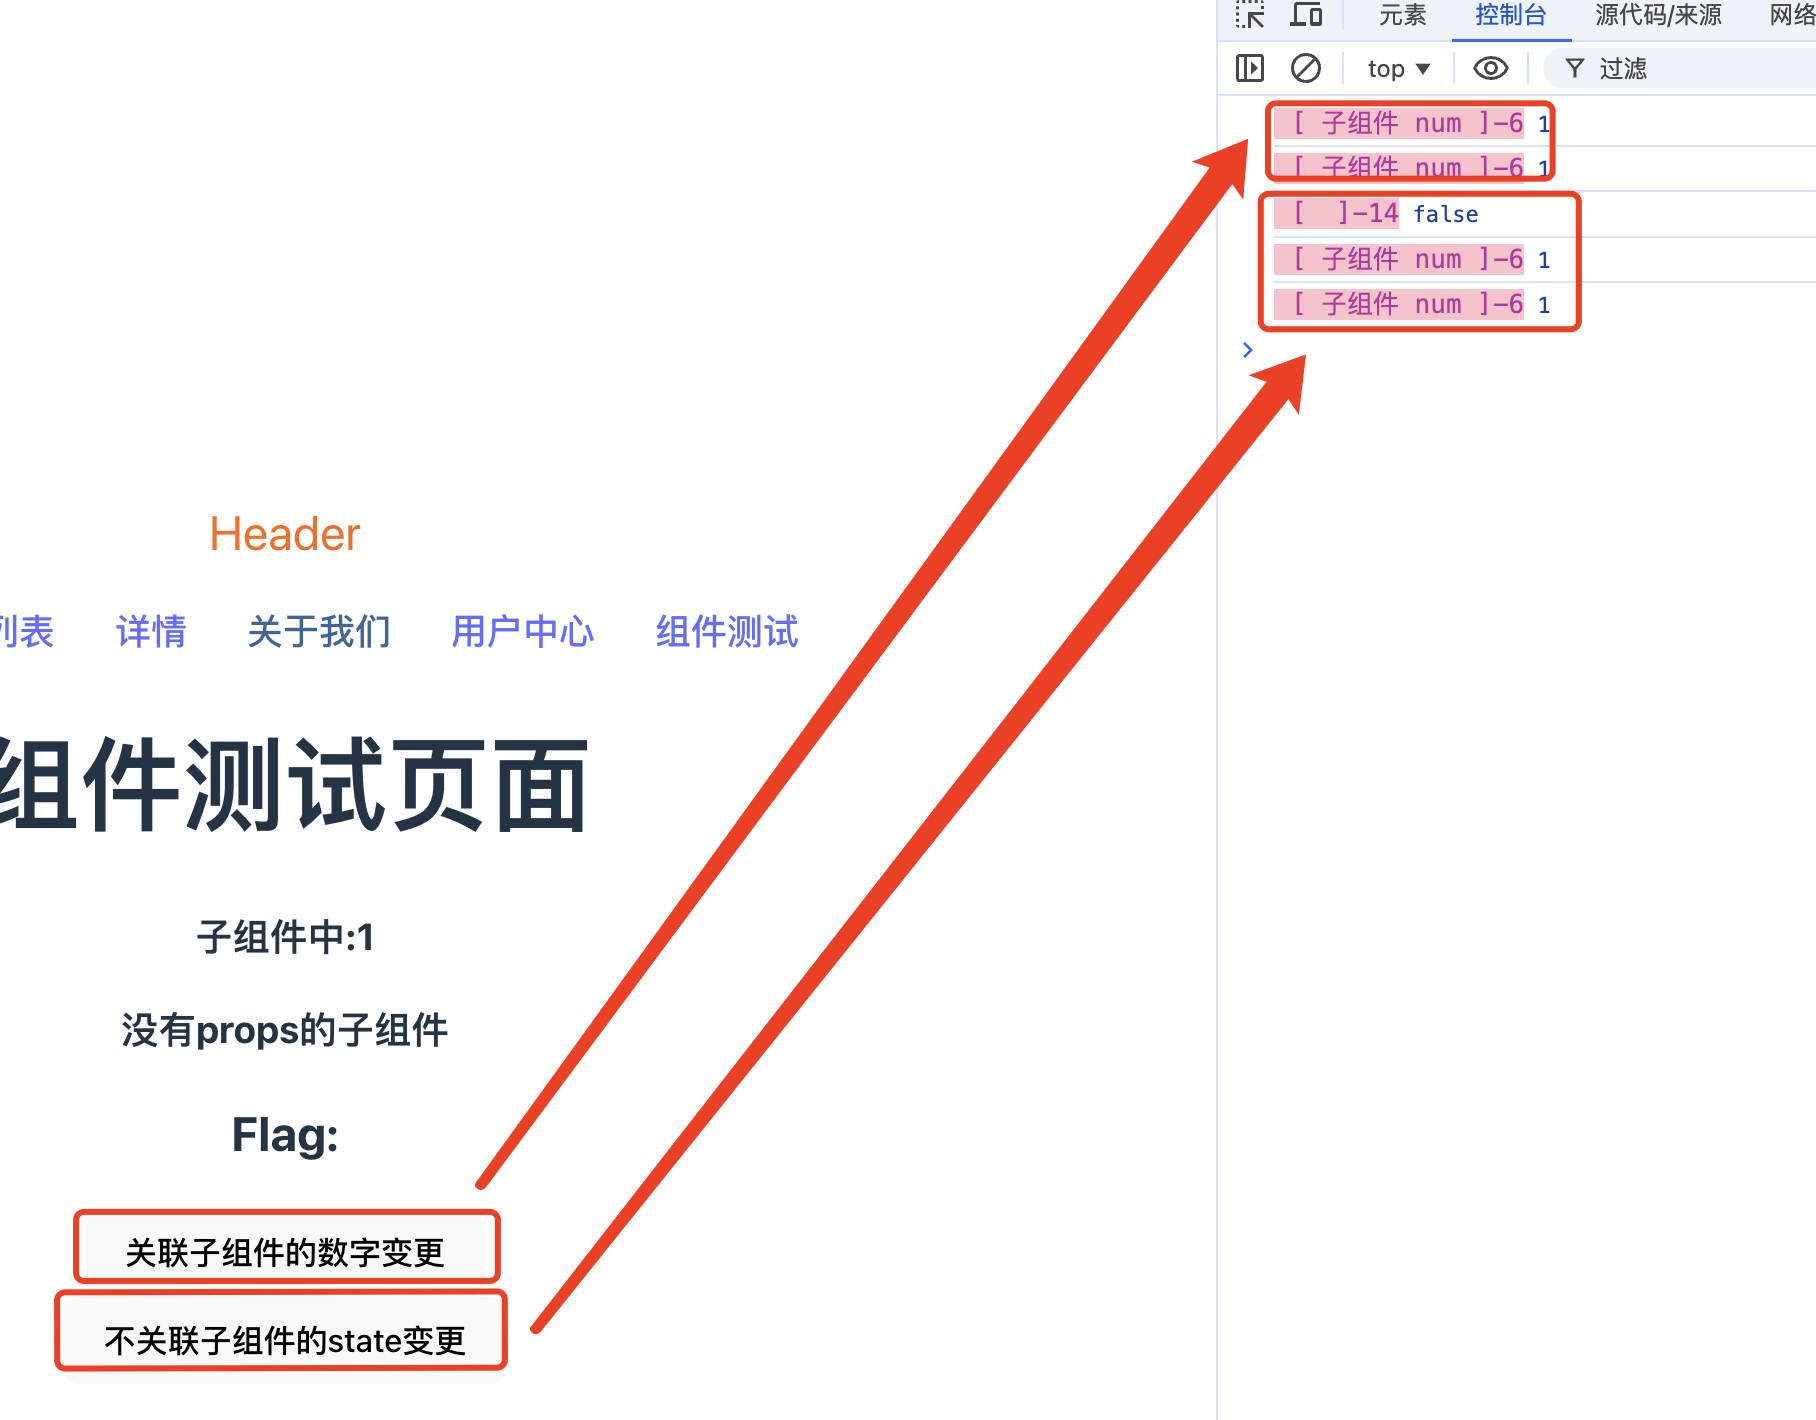 元素 控制台 源代码/来源 网络
top 过滤
[ 子组件 num ]-6 1
[ 子组件 num ]-6 1
[ ]-14 false
[ 子组件 num ]-6 1
[ 子组件 num ]-6 1
Header
列表 详情 关于我们 用户中心 组件测试
组件测试页面
子组件中:1
没有props的子组件
Flag:
关联子组件的数字变更
不关联子组件的state变更